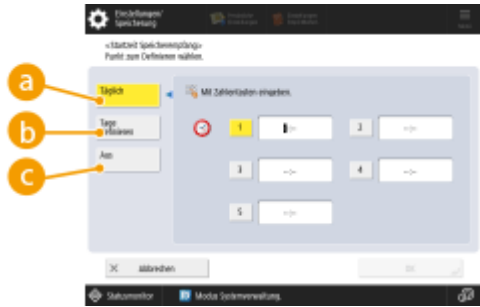 Einstellungen/
Speicherung
<Startzeit Speicherempfang>
Punkt zum Definieren wählen.
a
Täglich
Mit Zahlentasten eingeben.
b
Tage
definieren
1
--:--
2
--:--
c
Aus
3
--:--
4
--:--
5
--:--
Abbrechen
OK
Statusmonitor
Modus Systemverwaltung.